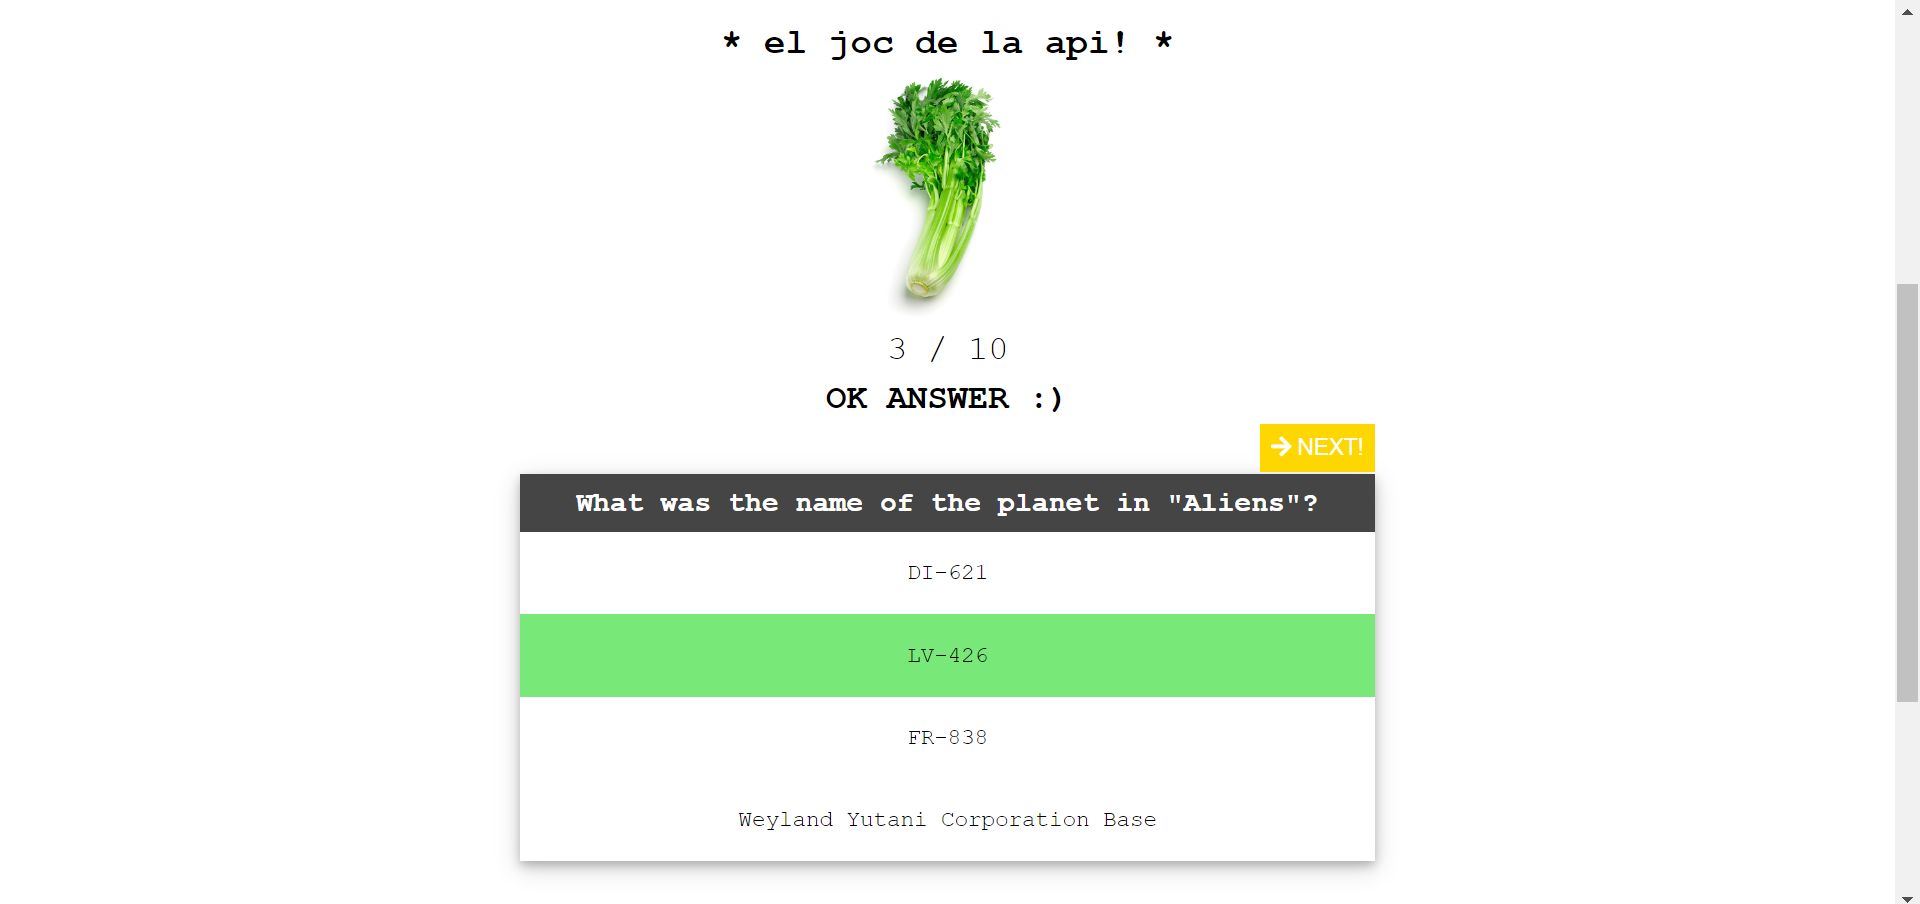 * el joc de la api! *
3 / 10
OK ANSWER :)
NEXT!
What was the name of the planet in "Aliens"?
DI-621
LV-426
FR-838
Weyland Yutani Corporation Base